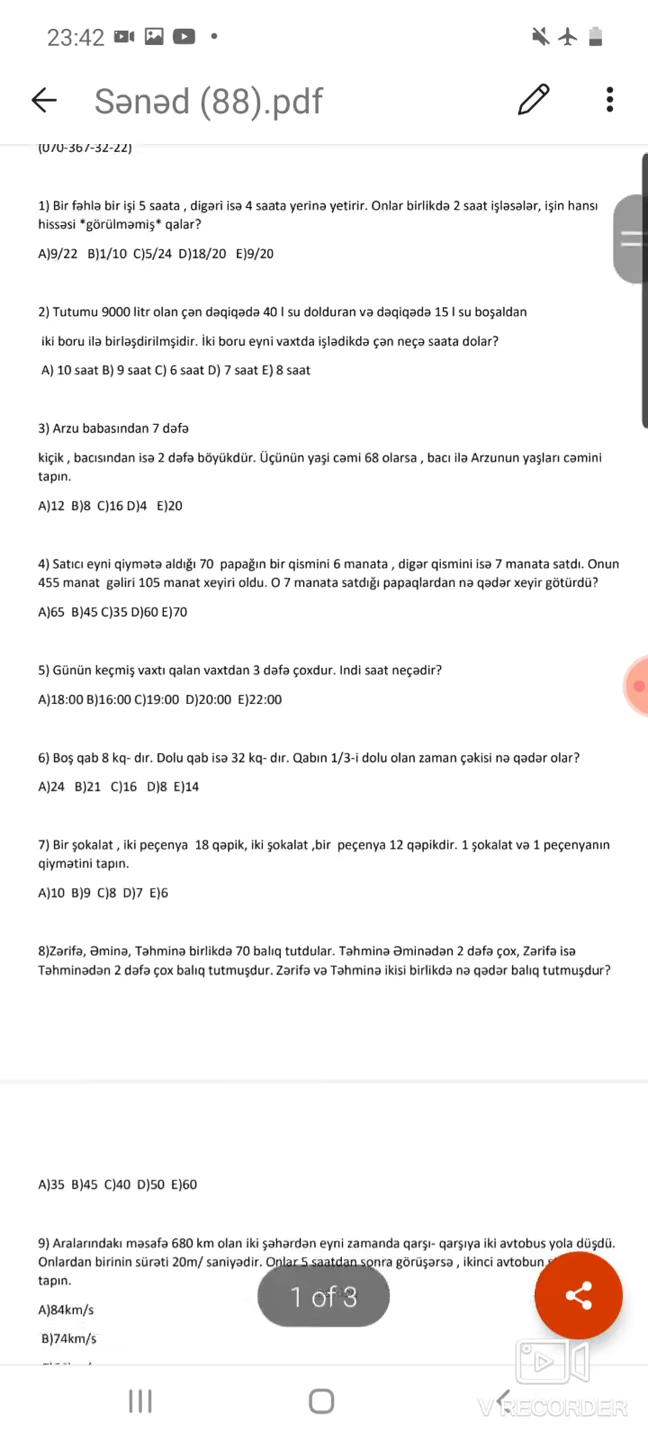 23:42
Sənəd (88).pdf
(070-367-32-22)
1) Bir fəhlə bir işi 5 saata , digəri isə 4 saata yerinə yetirir. Onlar birlikdə 2 saat işləsələr, işin hansı
hissəsi *görülməmiş* qalar?
A)9/22 B)1/10 C)5/24 D)18/20 E)9/20
2) Tutumu 9000 litr olan çən dəqiqədə 40 l su dolduran və dəqiqədə 15 l su boşaldan
iki boru ilə birləşdirilmşidir. İki boru eyni vaxtda işlədikdə çən neçə saata dolar?
A) 10 saat B) 9 saat C) 6 saat D) 7 saat E) 8 saat
3) Arzu babasından 7 dəfə
kiçik , bacısından isə 2 dəfə böyükdür. Üçünün yaşi cəmi 68 olarsa , bacı ilə Arzunun yaşları cəmini
tapın.
A)12 B)8 C)16 D)4 E)20
4) Satıcı eyni qiymətə aldığı 70 papağın bir qismini 6 manata , digər qismini isə 7 manata satdı. Onun
455 manat gəliri 105 manat xeyiri oldu. O 7 manata satdığı papaqlardan nə qədər xeyir götürdü?
A)65 B)45 C)35 D)60 E)70
5) Günün keçmiş vaxtı qalan vaxtdan 3 dəfə çoxdur. Indi saat neçədir?
A)18:00 B)16:00 C)19:00 D)20:00 E)22:00
6) Boş qab 8 kq- dır. Dolu qab isə 32 kq- dır. Qabın 1/3-i dolu olan zaman çəkisi nə qədər olar?
A)24 B)21 C)16 D)8 E)14
7) Bir şokalat , iki peçenya 18 qəpik, iki şokalat ,bir peçenya 12 qəpikdir. 1 şokalat və 1 peçenyanın
qiymətini tapın.
A)10 B)9 C)8 D)7 E)6
8)Zərifə, Əminə, Təhminə birlikdə 70 balıq tutdular. Təhminə Əminədən 2 dəfə çox, Zərifə isə
Təhminədən 2 dəfə çox balıq tutmuşdur. Zərifə və Təhminə ikisi birlikdə nə qədər balıq tutmuşdur?
A)35 B)45 C)40 D)50 E)60
9) Aralarındakı məsafə 680 km olan iki şəhərdən eyni zamanda qarşı- qarşıya iki avtobus yola düşdü.
Onlardan birinin sürəti 20m/ saniyədir. Onlar 5 saatdan sonra görüşərsə , ikinci avtobun
tapın.
1 of 3
A)84km/s
B)74km/s
V RECORDER